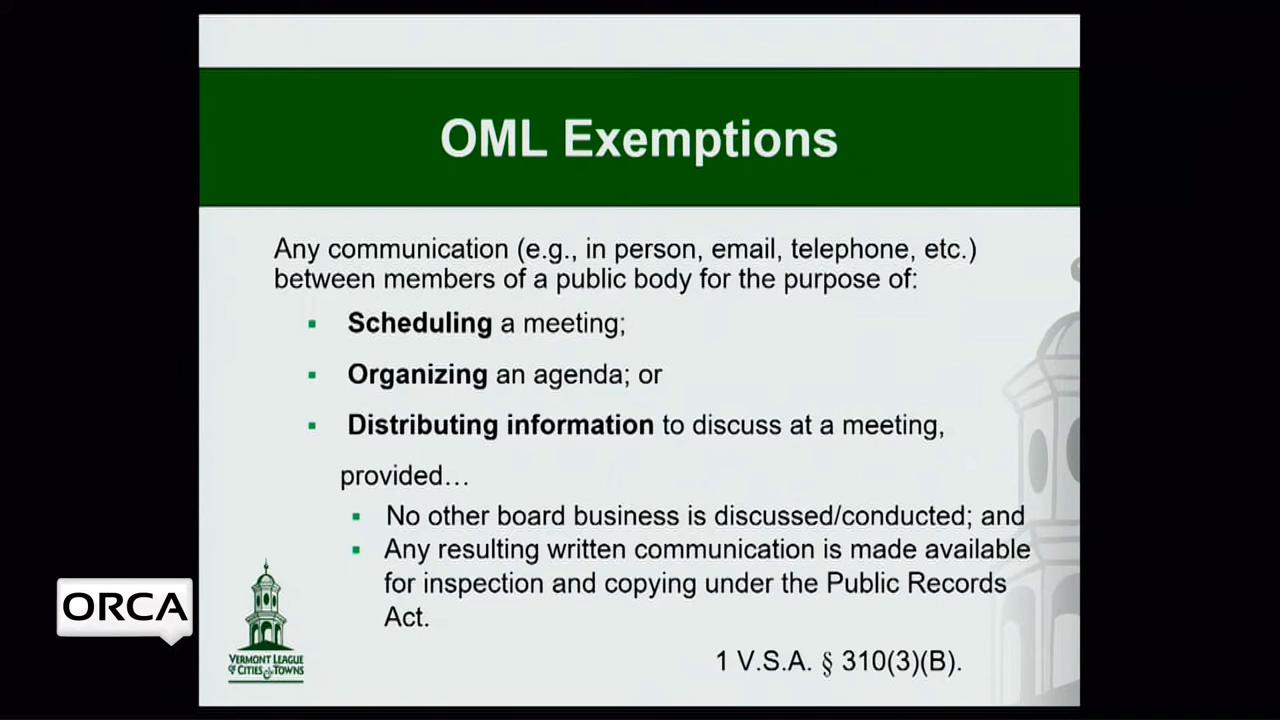 OML Exemptions
Any communication (e.g., in person, email, telephone, etc.)
between members of a public body for the purpose of:
▪ Scheduling a meeting;
▪ Organizing an agenda; or
▪ Distributing information to discuss at a meeting,
provided…
▪ No other board business is discussed/conducted; and
▪ Any resulting written communication is made available
for inspection and copying under the Public Records
Act.
1 V.S.A. § 310(3)(B).
ORCA
VERMONT LEAGUE
OF CITIES & TOWNS